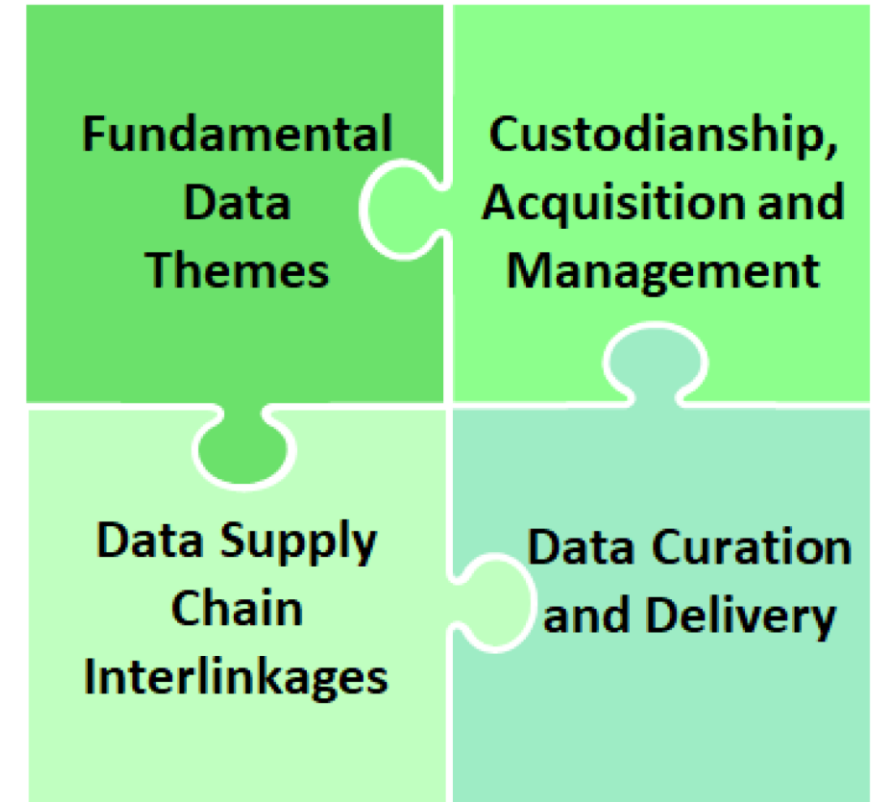 Fundamental
Data
Themes
Custodianship,
Acquisition and
Management
Data Supply
Chain
Interlinkages
Data Curation
and Delivery